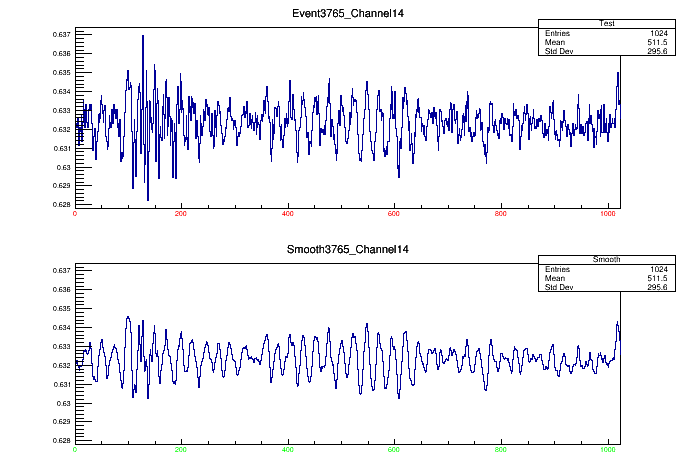 Event3765_Channel14
Test
Entries 1024
Mean 511.5
Std Dev 295.6
0.637
0.636
0.635
0.634
0.633
0.632
0.631
0.63
0.629
0.628
0 200 400 600 800 1000
Smooth3765_Channel14
Smooth
Entries 1024
Mean 511.5
Std Dev 295.6
0.637
0.636
0.635
0.634
0.633
0.632
0.631
0.63
0.629
0.628
0 200 400 600 800 1000